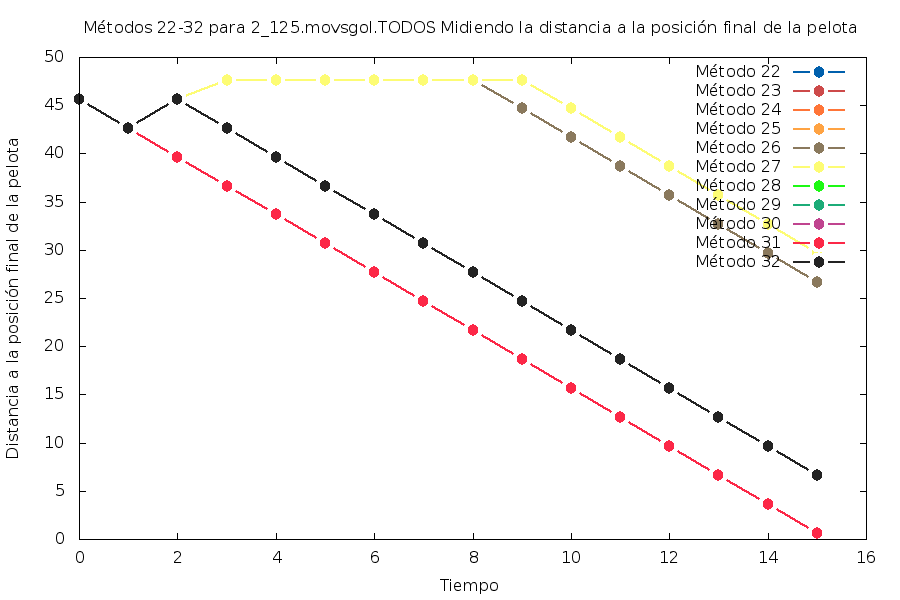 Métodos 22-32 para 2_125.movsgol.TODOS Midiendo la distancia a la posición final de la pelota
50
45
40
35
30
25
20
15
10
5
0
Distancia a la posición final de la pelota
Método 22
Método 23
Método 24
Método 25
Método 26
Método 27
Método 28
Método 29
Método 30
Método 31
Método 32
0 2 4 6 8 10 12 14 16
Tiempo